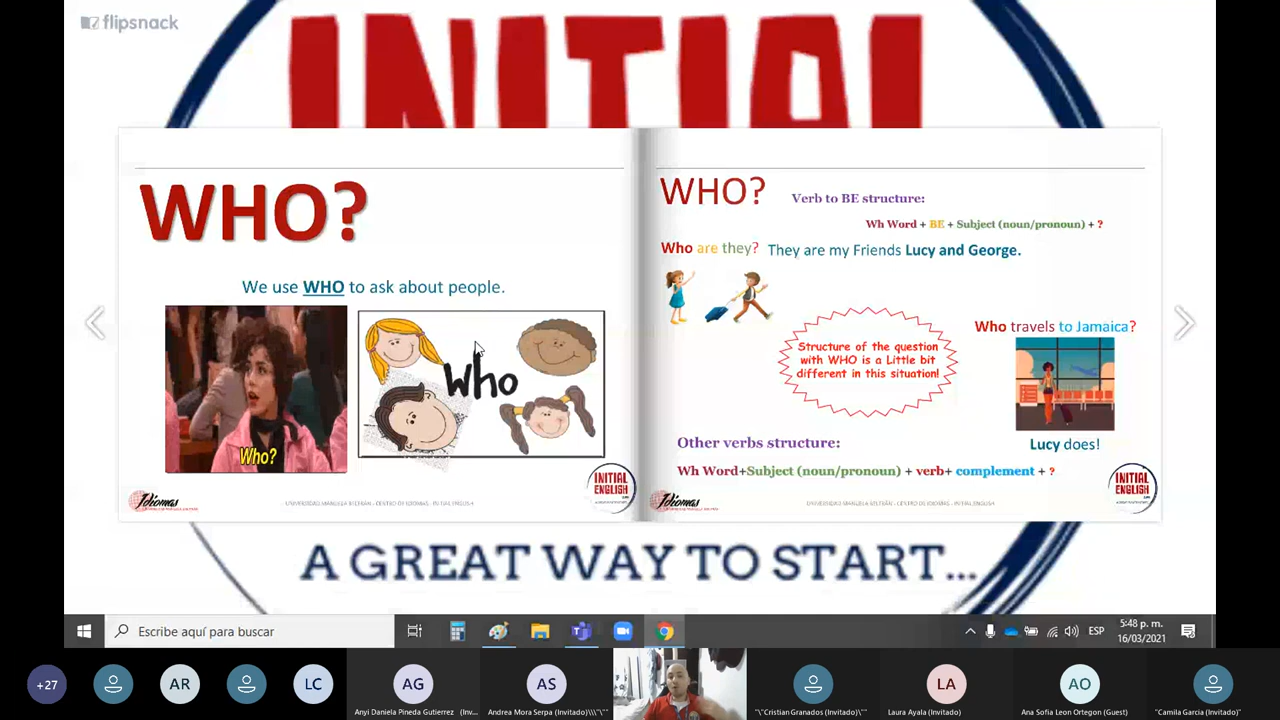 flipsnack
INITIAL
WHO?
We use WHO to ask about people.
Who?
Who
Idiomas
UNIVERSIDAD MANUELA BELTRÁN - CENTRO DE IDIOMAS - INITIAL ENGLISH
INITIAL
ENGLISH
WHO?
Verb to BE structure:
Wh Word + BE + Subject (noun/pronoun) + ?
Who are they? They are my Friends Lucy and George.
Structure of the question
with WHO is a Little bit
different in this situation!
Who travels to Jamaica?
Lucy does!
Other verbs structure:
Wh Word+Subject (noun/pronoun) + verb+ complement + ?
Idiomas
UNIVERSIDAD MANUELA BELTRÁN - CENTRO DE IDIOMAS - INITIAL ENGLISH
INITIAL
ENGLISH
A GREAT WAY TO START...
Escribe aquí para buscar
ESP
5:48 p. m.
16/03/2021
+27
AR
LC
AG
Anyi Daniela Pineda Gutierrez (Inv...
AS
Andrea Mora Serpa (Invitado)\\\"\"
"\"Cristian Granados (Invitado)\"
LA
Laura Ayala (Invitado)
AO
Ana Sofia Leon Ortegon (Guest)
"Camila Garcia (Invitado)"